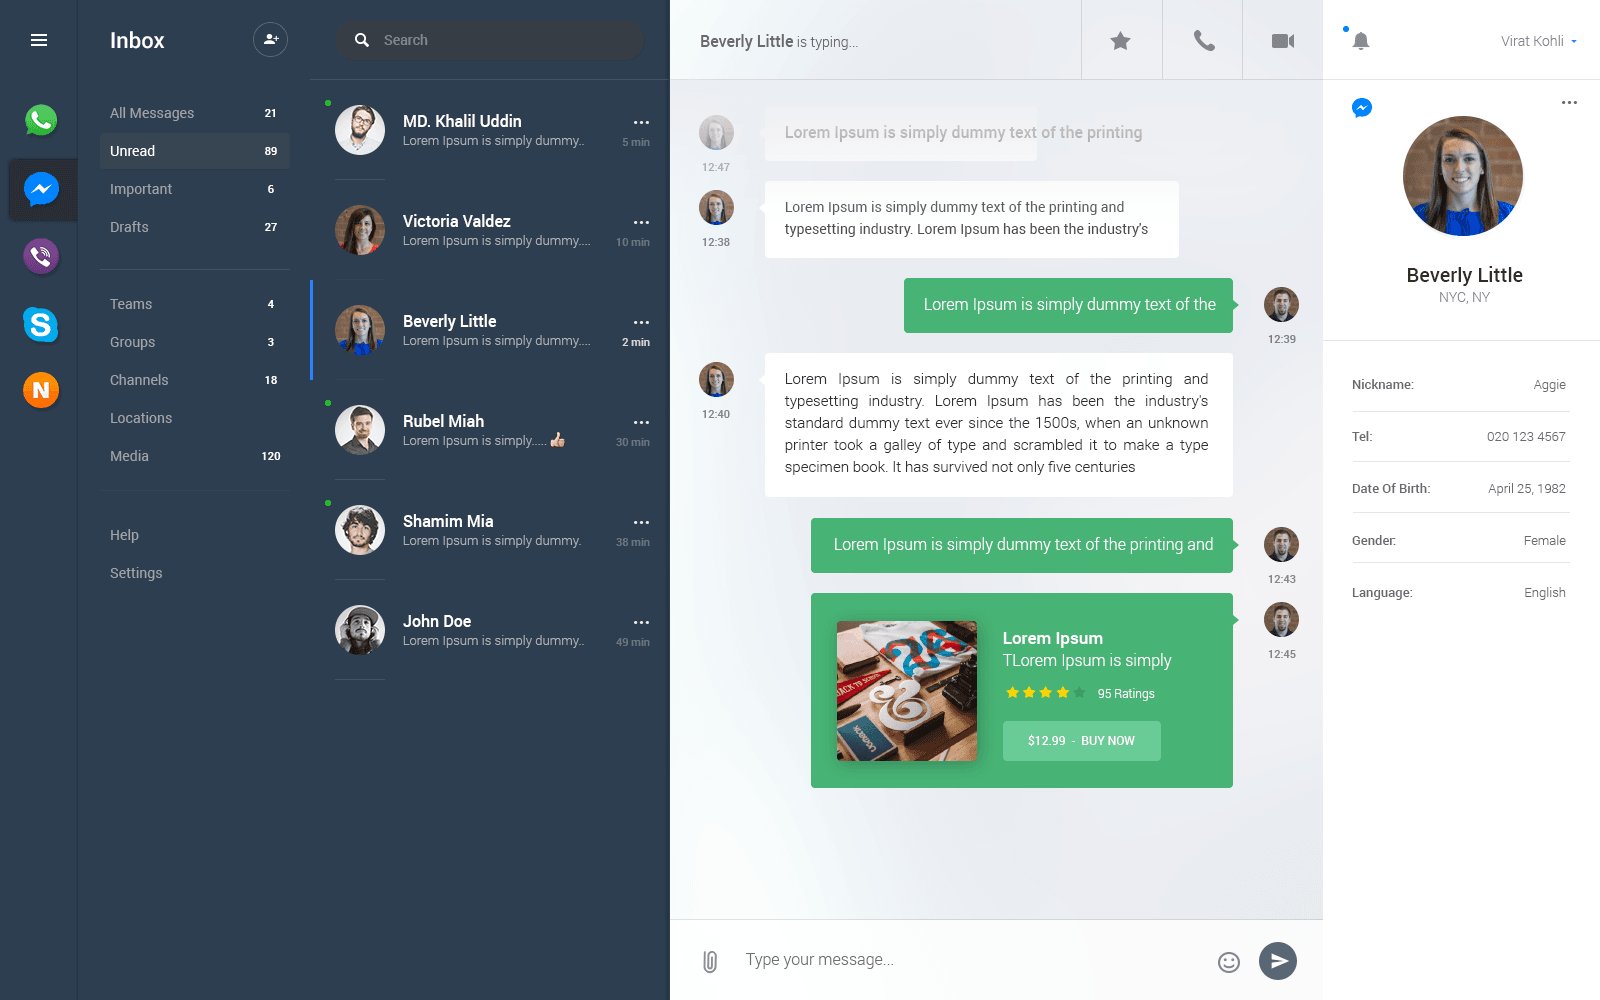 Inbox
All Messages 21
Unread 89
Important 6
Drafts 27
Teams 4
Groups 3
Channels 18
Locations
Media 120
Help
Settings
Search
MD. Khalil Uddin
Lorem Ipsum is simply dummy.. 5 min
Victoria Valdez
Lorem Ipsum is simply dummy.... 10 min
Beverly Little
Lorem Ipsum is simply dummy.... 2 min
Rubel Miah
Lorem Ipsum is simply..... 30 min
Shamim Mia
Lorem Ipsum is simply dummy. 38 min
John Doe
Lorem Ipsum is simply dummy.. 49 min
Beverly Little is typing...
Lorem Ipsum is simply dummy text of the printing
12:47
Lorem Ipsum is simply dummy text of the printing and
typesetting industry. Lorem Ipsum has been the industry's
12:38
Lorem Ipsum is simply dummy text of the
12:39
Lorem Ipsum is simply dummy text of the printing and
typesetting industry. Lorem Ipsum has been the industry's
standard dummy text ever since the 1500s, when an unknown
printer took a galley of type and scrambled it to make a type
specimen book. It has survived not only five centuries
12:40
Lorem Ipsum is simply dummy text of the printing and
12:43
BACK TO SCHOOL
Lorem Ipsum
TLorem Ipsum is simply
95 Ratings
$12.99 - BUY NOW
12:45
Type your message...
Virat Kohli
Beverly Little
NYC, NY
Nickname: Aggie
Tel: 020 123 4567
Date Of Birth: April 25, 1982
Gender: Female
Language: English